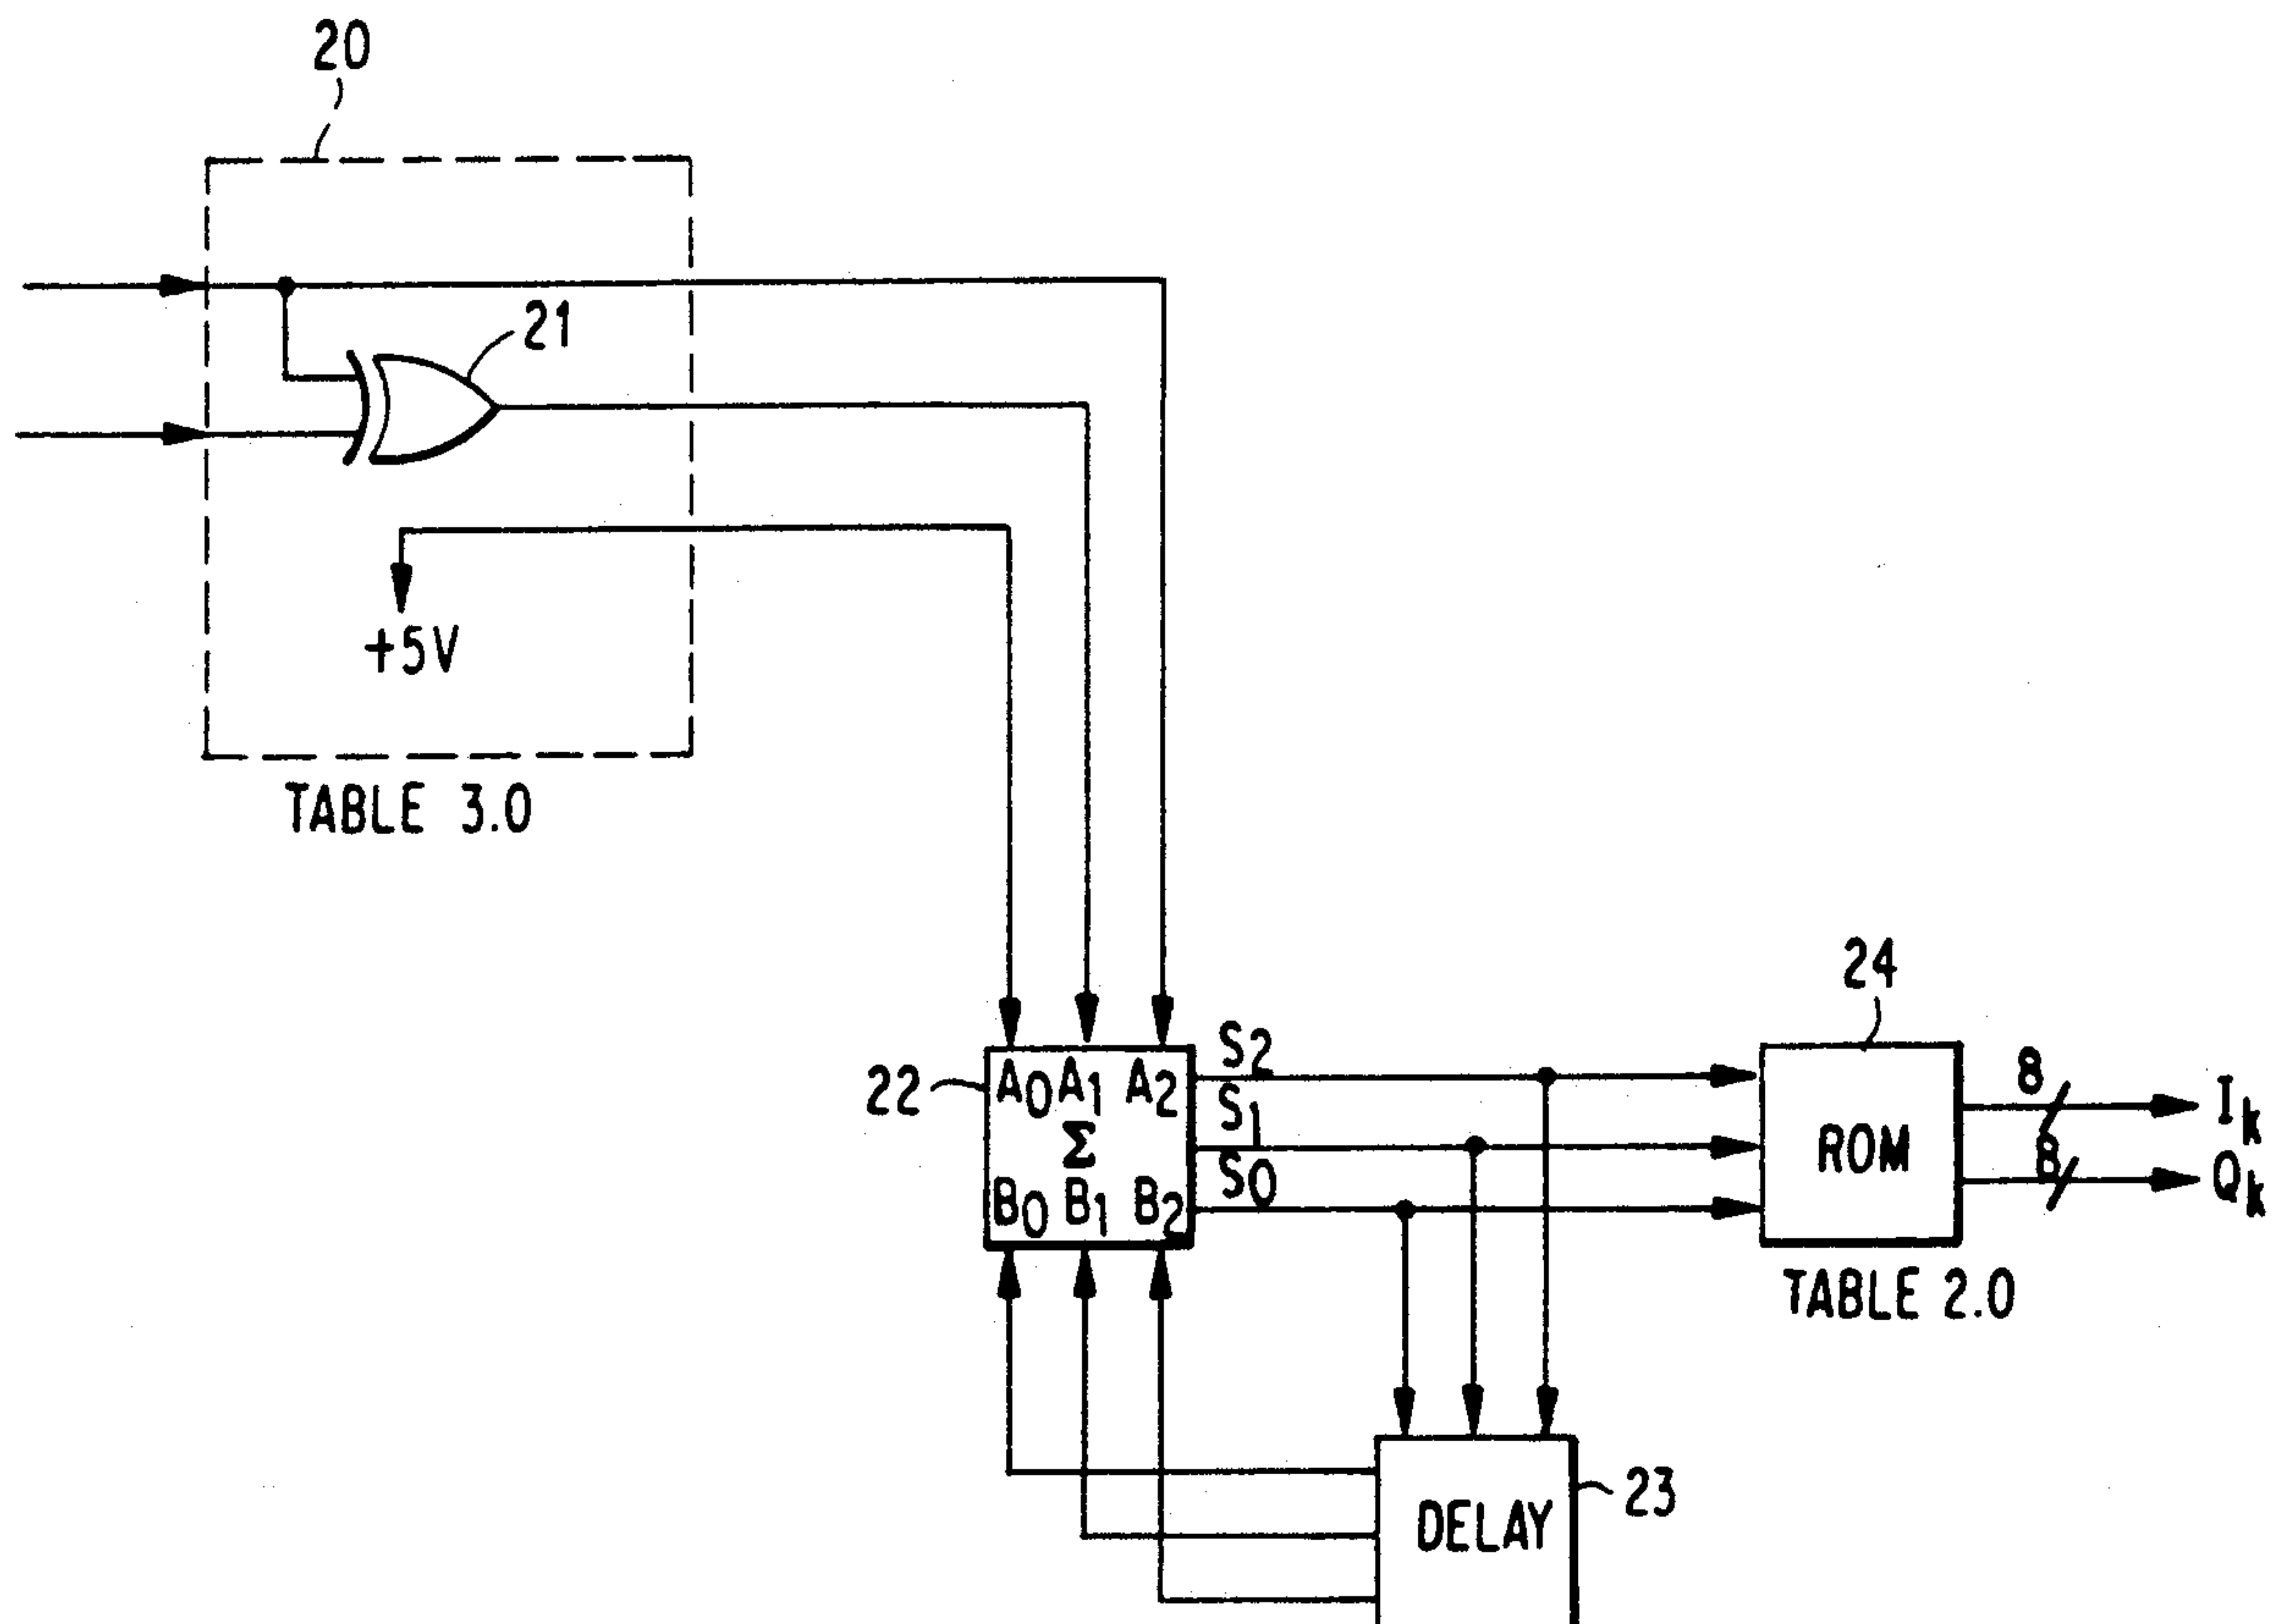 20
21
+5V
TABLE 3.0
24
22
A0 A1 A2
Σ
B0 B1 B2
S2
S1
S0
ROM
8
Ik
8
Qk
TABLE 2.0
DELAY
23